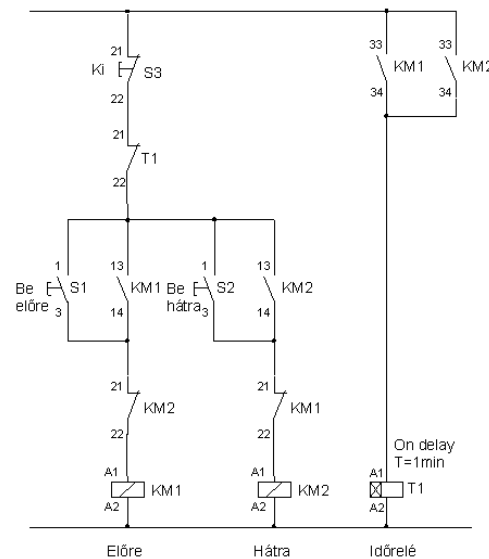 21
Ki
S3
22
21
T1
22
33
KM1
34
33
KM2
34
1
Be
előre
S1
3
13
KM1
14
1
Be
hátra
S2
3
13
KM2
14
21
KM2
22
21
KM1
22
On delay
T=1min
A1
KM1
A2
A1
KM2
A2
A1
T1
A2
Előre
Hátra
Időrelé